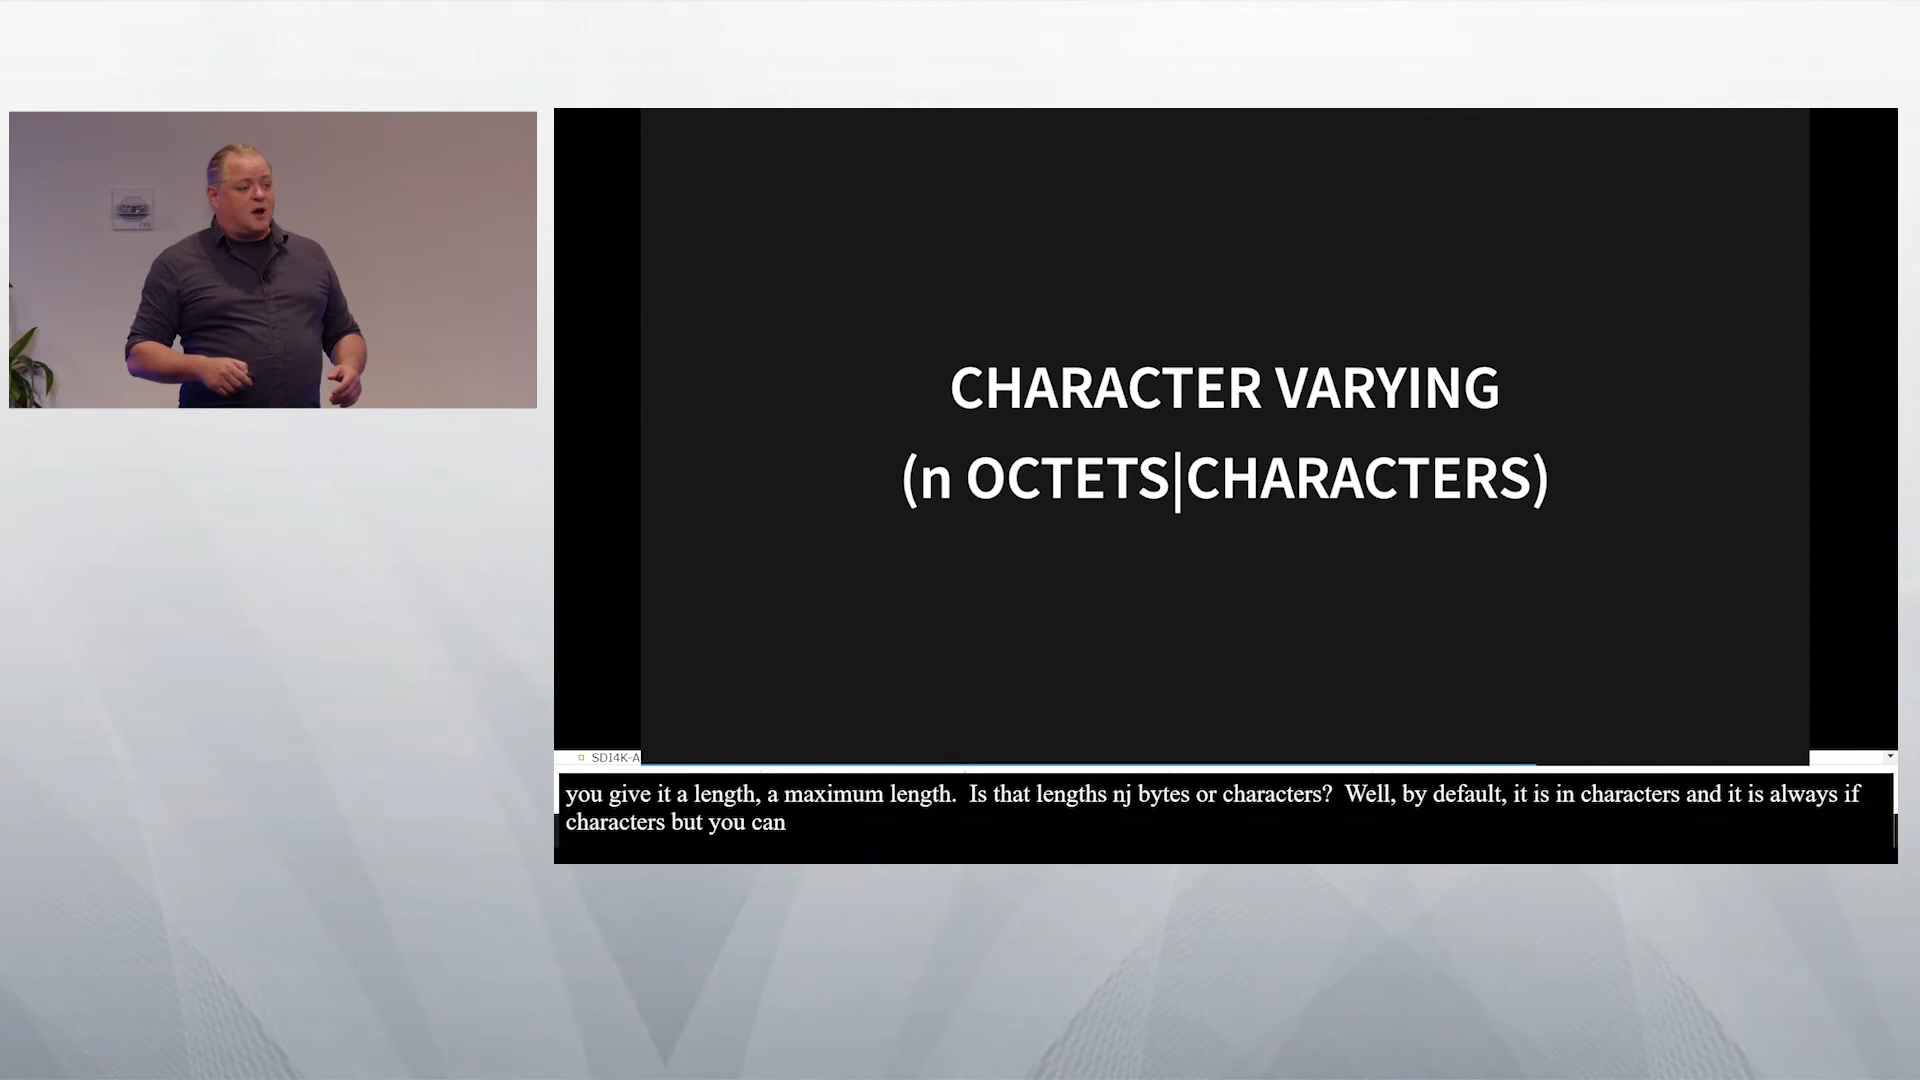 CHARACTER VARYING
(n OCTETS|CHARACTERS)
SDI4K-A
you give it a length, a maximum length.  Is that lengths nj bytes or characters?  Well, by default, it is in characters and it is always if
characters but you can